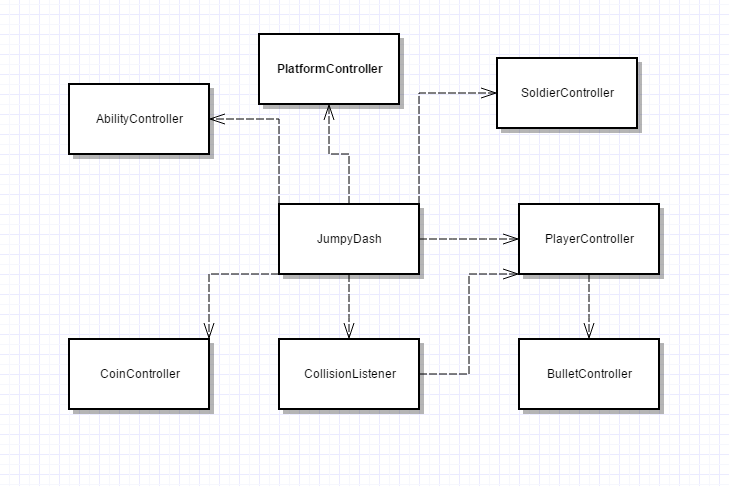 PlatformController
SoldierController
AbilityController
JumpyDash
PlayerController
CoinController
CollisionListener
BulletController